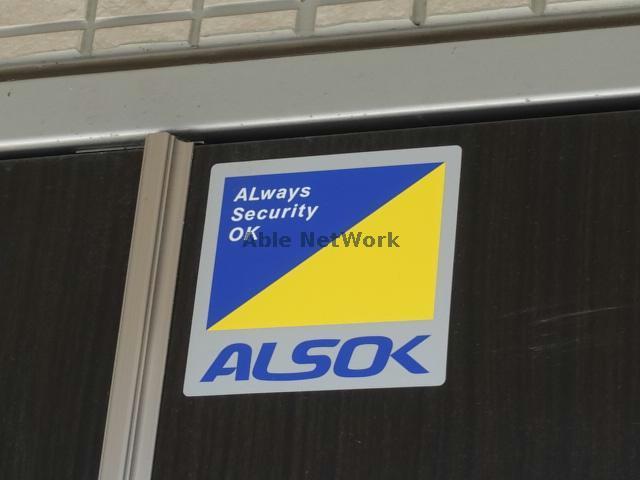 ALways
Security
OK
Able NetWork
ALSOK